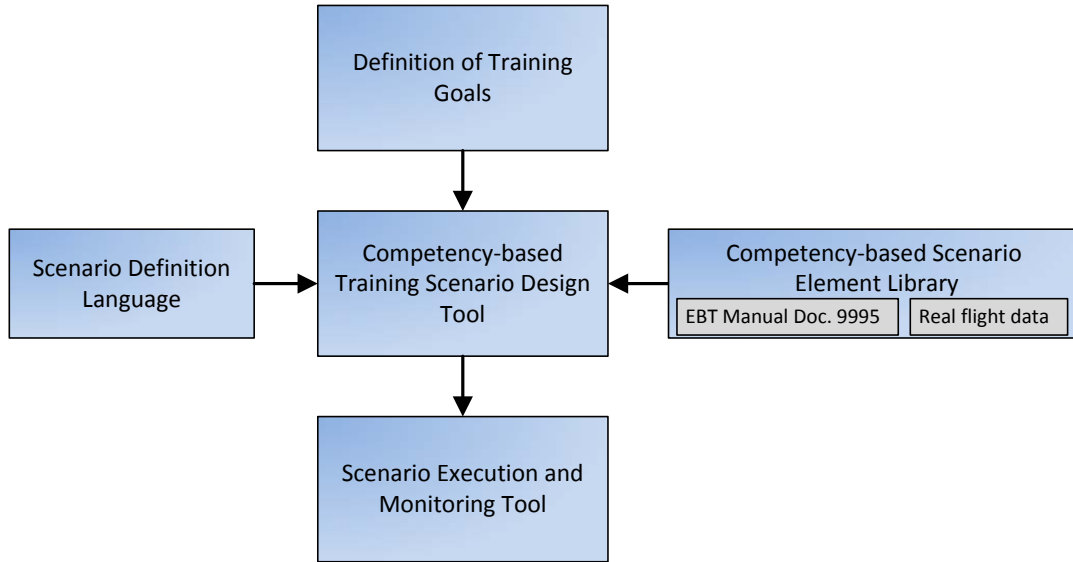 Definition of Training
Goals
Scenario Definition
Language
Competency-based
Training Scenario Design
Tool
Competency-based Scenario
Element Library
EBT Manual Doc. 9995
Real flight data
Scenario Execution and
Monitoring Tool